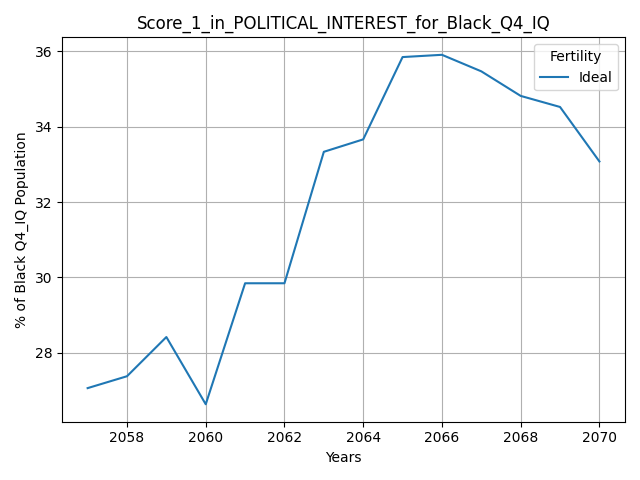 Score_1_in_POLITICAL_INTEREST_for_Black_Q4_IQ
Fertility
Ideal
% of Black Q4_IQ Population
36
34
32
30
28
2058
2060
2062
2064
2066
2068
2070
Years